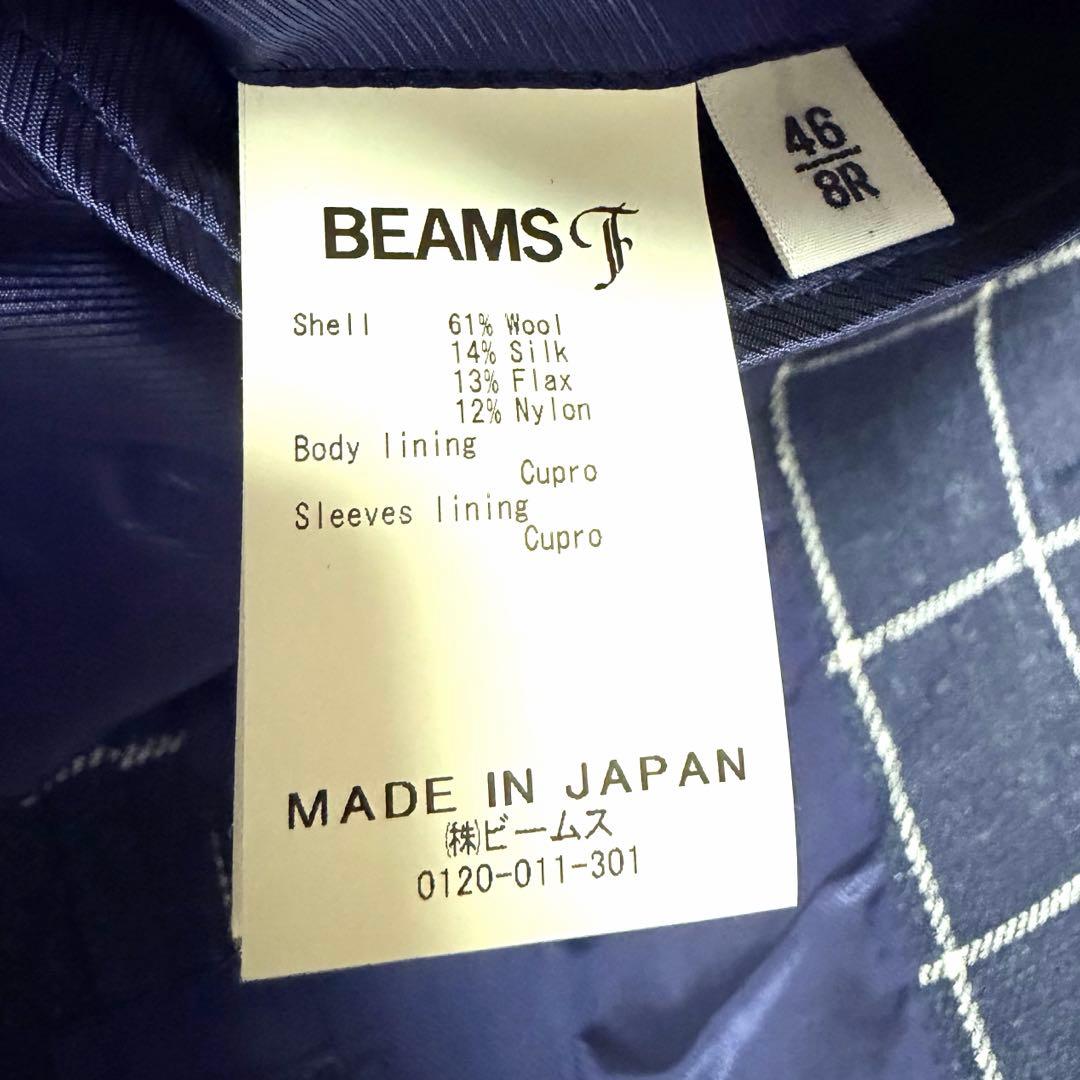 BEAMS F
46
8R
Shell 61% Wool
14% Silk
13% Flax
12% Nylon
Body lining
Cupro
Sleeves lining
Cupro
MADE IN JAPAN
㈱ビームス
0120-011-301